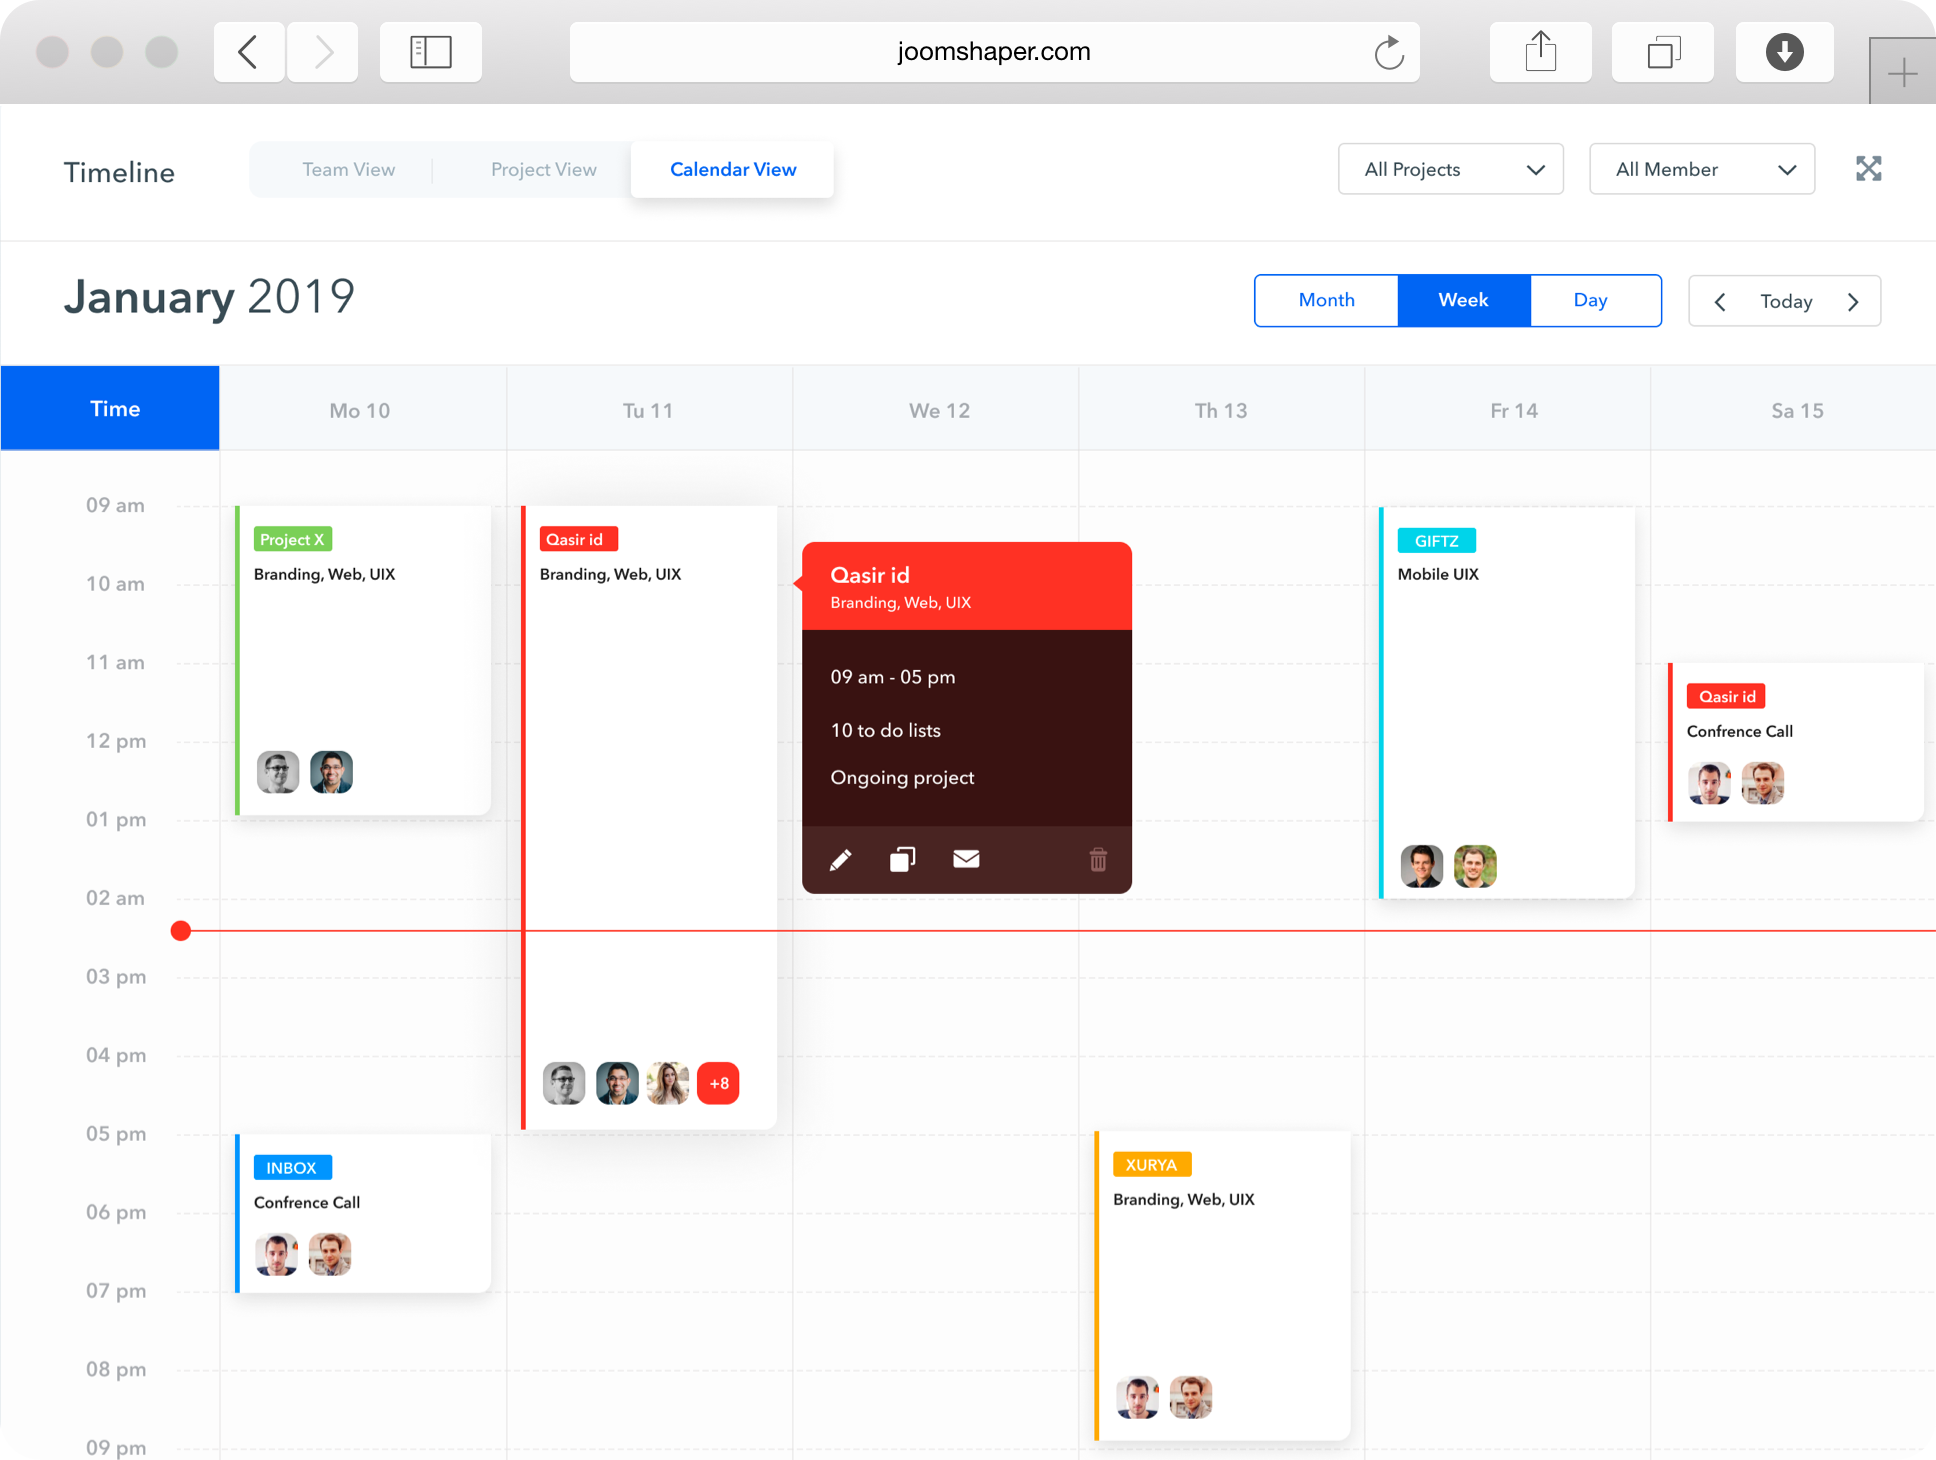 joomshaper.com
Timeline
Team View
Project View
Calendar View
All Projects
All Member
January 2019
Month
Week
Day
Today
Time
Mo 10
Tu 11
We 12
Th 13
Fr 14
Sa 15
09 am
10 am
11 am
12 pm
01 pm
02 am
03 pm
04 pm
05 pm
06 pm
07 pm
08 pm
09 pm
Project X
Branding, Web, UIX
INBOX
Confrence Call
Qasir id
Branding, Web, UIX
+8
Qasir id
Branding, Web, UIX
09 am - 05 pm
10 to do lists
Ongoing project
XURYA
Branding, Web, UIX
GIFTZ
Mobile UIX
Qasir id
Confrence Call